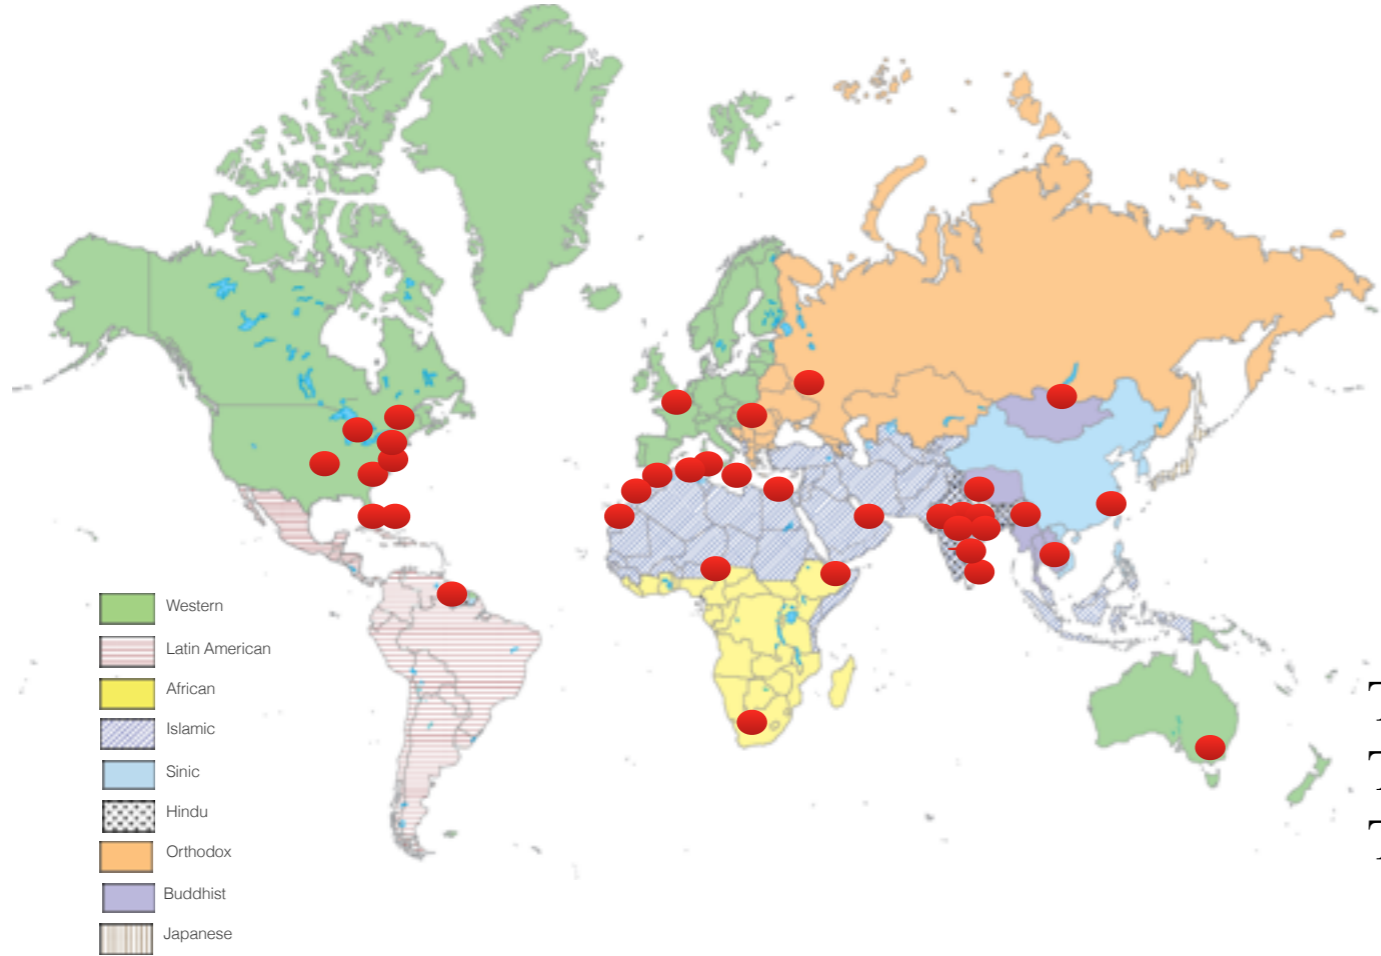 Western
Latin American
African
Islamic
Sinic
Hindu
Orthodox
Buddhist
Japanese
T
T
T